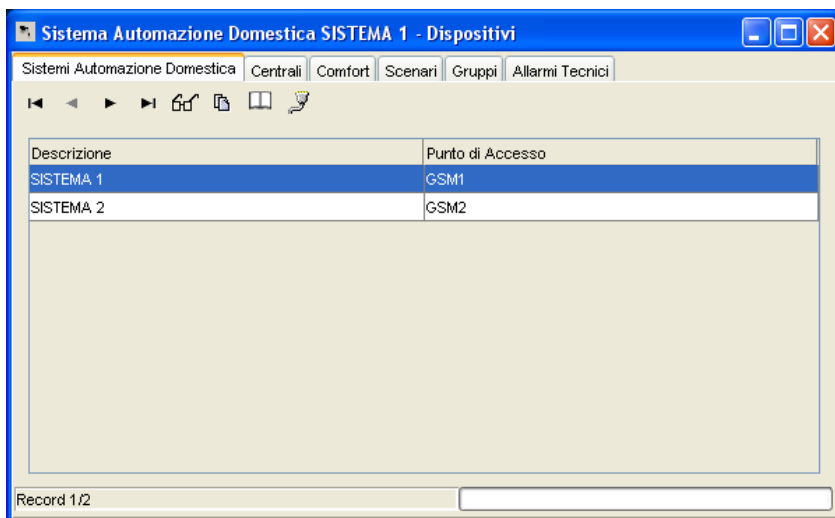 Sistema Automazione Domestica SISTEMA 1 - Dispositivi
Sistemi Automazione Domestica Centrali Comfort Scenari Gruppi Allarmi Tecnici
Descrizione Punto di Accesso
SISTEMA 1 GSM1
SISTEMA 2 GSM2
Record 1/2